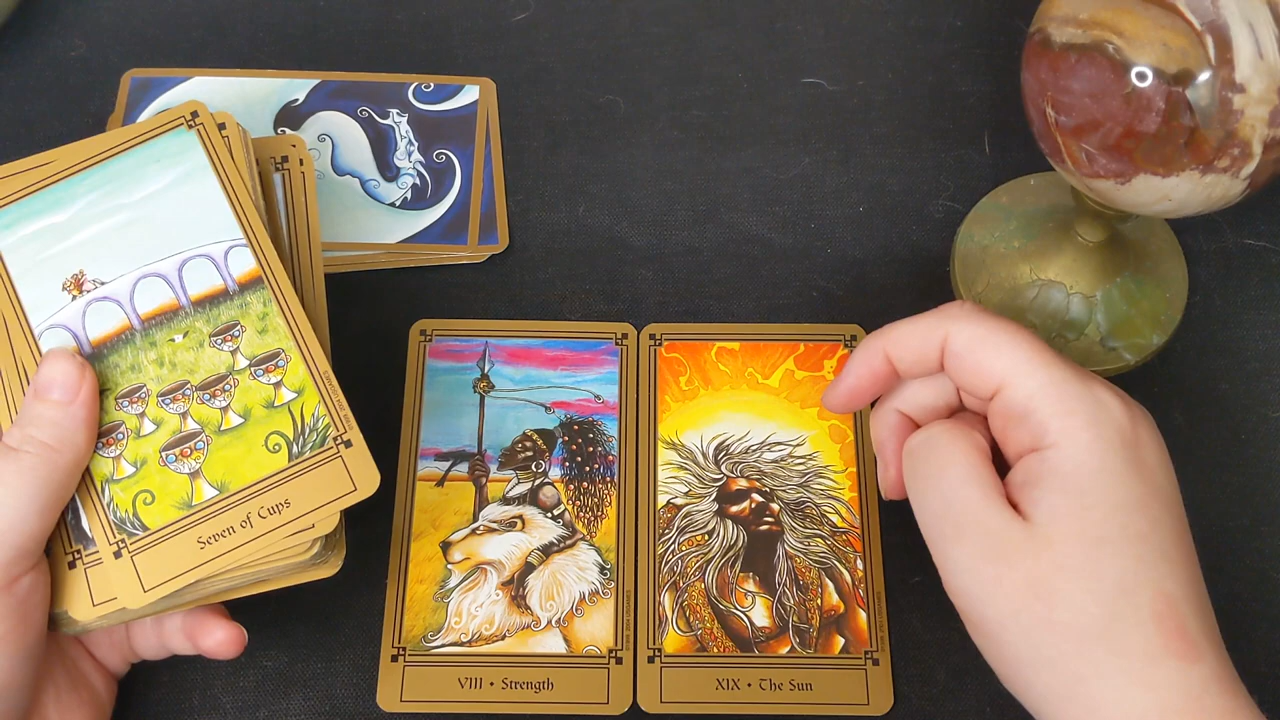 Seven of Cups
VIII • Strength
XIX • The Sun